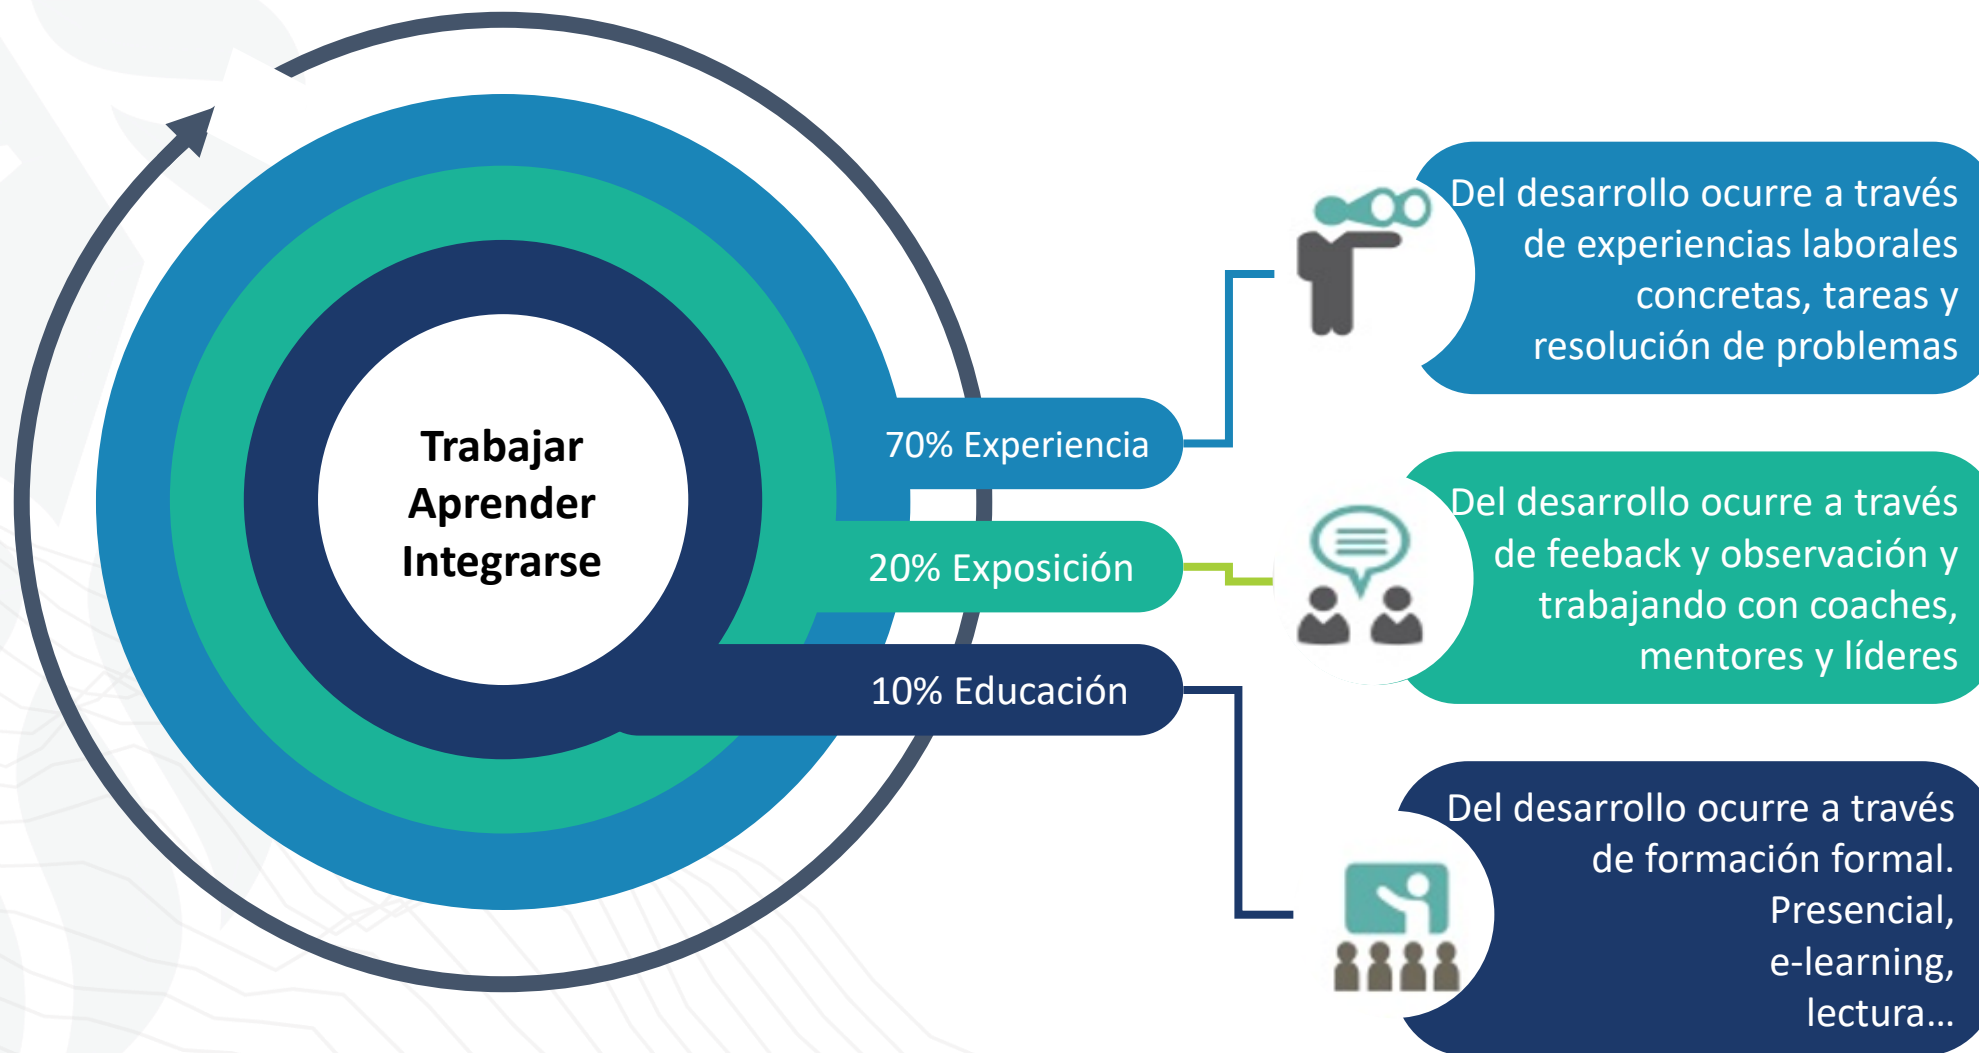 Trabajar
Aprender
Integrarse
70% Experiencia
20% Exposición
10% Educación
Del desarrollo ocurre a través
de experiencias laborales
concretas, tareas y
resolución de problemas
Del desarrollo ocurre a través
de feeback y observación y
trabajando con coaches,
mentores y líderes
Del desarrollo ocurre a través
de formación formal.
Presencial,
e-learning,
lectura...